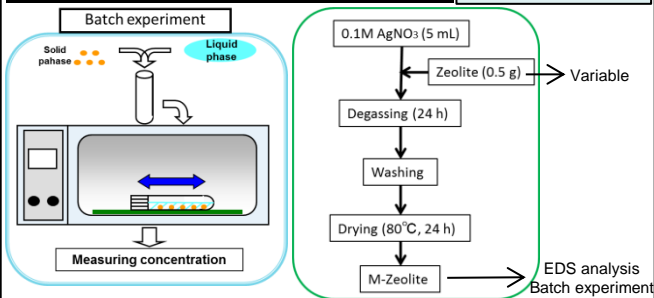 Batch experiment
Solid
pahase
Liquid
phase
Measuring concentration
0.1M AgNO₃ (5 mL)
Zeolite (0.5 g)
Variable
Degassing (24 h)
Washing
Drying (80℃, 24 h)
M-Zeolite
EDS analysis
Batch experiment